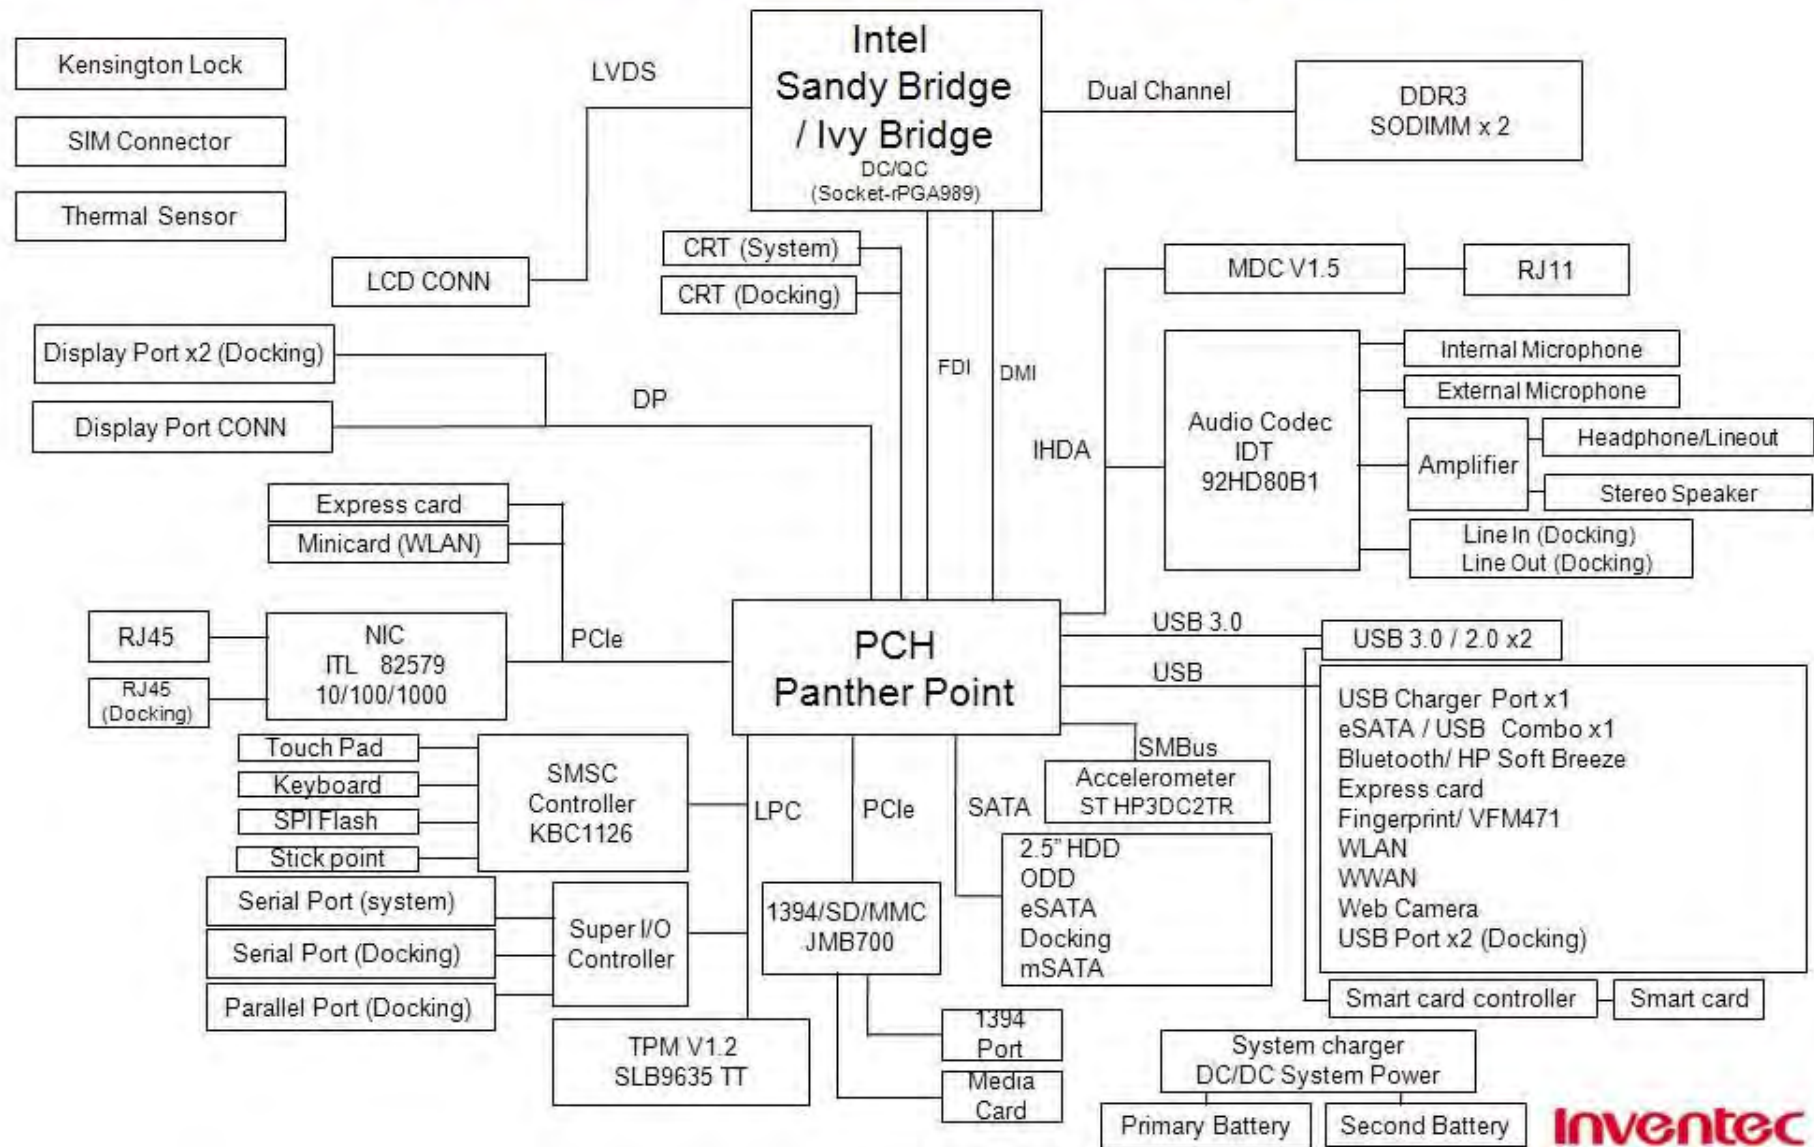 Intel
Sandy Bridge
/ Ivy Bridge
DC/QC
(Socket-rPGA989)
Kensington Lock
SIM Connector
Thermal Sensor
LVDS
Dual Channel
DDR3
SODIMM x 2
LCD CONN
CRT (System)
CRT (Docking)
MDC V1.5
RJ11
Display Port x2 (Docking)
Display Port CONN
DP
FDI
DMI
IHDA
Audio Codec
IDT
92HD80B1
Internal Microphone
External Microphone
Amplifier
Headphone/Lineout
Stereo Speaker
Line In (Docking)
Line Out (Docking)
Express card
Minicard (WLAN)
RJ45
RJ45
(Docking)
NIC
ITL 82579
10/100/1000
PCIe
PCH
Panther Point
USB 3.0
USB 3.0 / 2.0 x2
USB
USB Charger Port x1
eSATA / USB Combo x1
Bluetooth/ HP Soft Breeze
Express card
Fingerprint/ VFM471
WLAN
WWAN
Web Camera
USB Port x2 (Docking)
Touch Pad
Keyboard
SPI Flash
Stick point
SMSC
Controller
KBC1126
LPC
PCIe
SATA
SMBus
Accelerometer
ST HP3DC2TR
2.5" HDD
ODD
eSATA
Docking
mSATA
Serial Port (system)
Serial Port (Docking)
Parallel Port (Docking)
Super I/O
Controller
1394/SD/MMC
JMB700
Smart card controller
Smart card
TPM V1.2
SLB9635 TT
1394
Port
Media
Card
System charger
DC/DC System Power
Primary Battery
Second Battery
Inventec